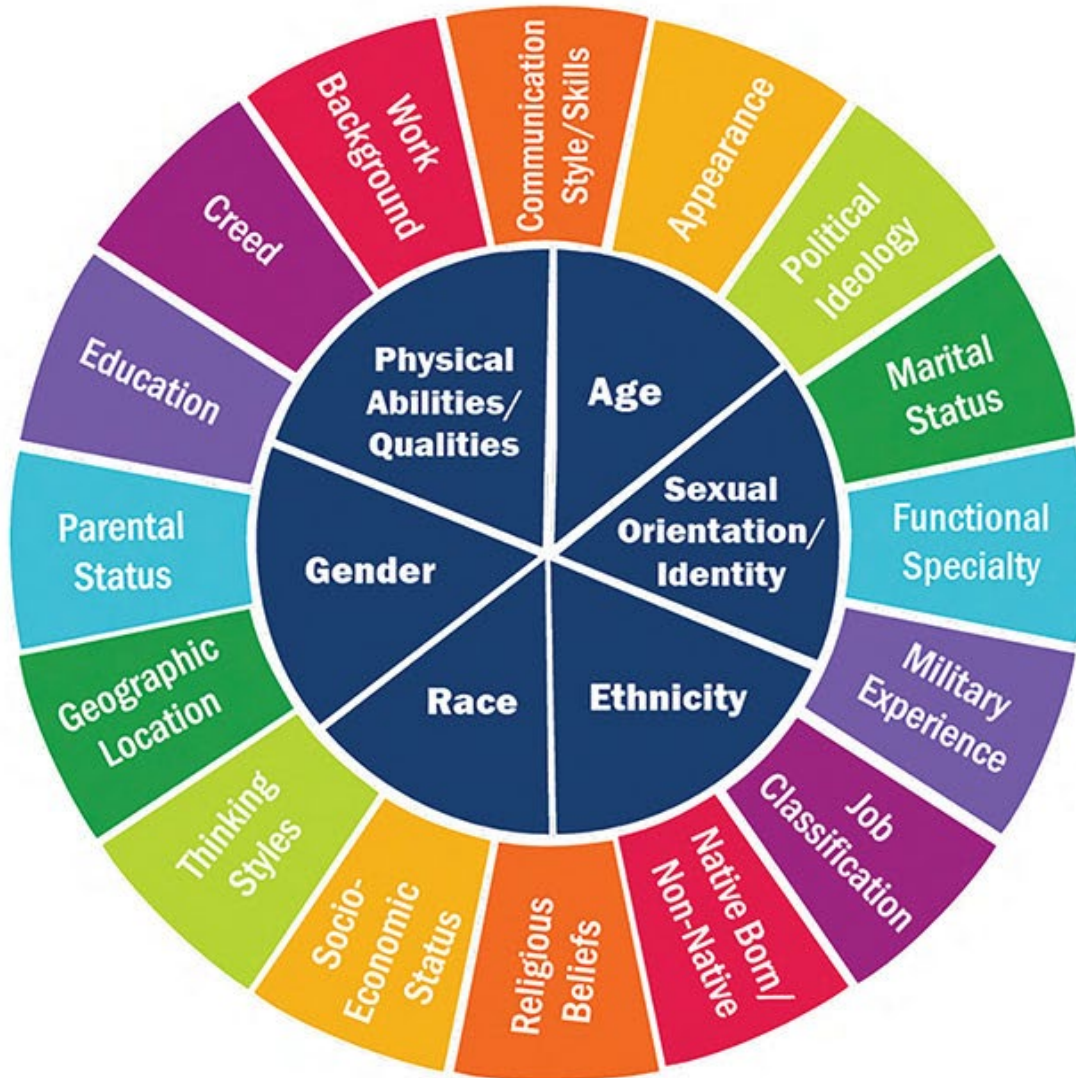 Communication
Style/Skills
Appearance
Political
Ideology
Marital
Status
Functional
Specialty
Military
Experience
Job
Classification
Native Born/
Non-Native
Religious
Beliefs
Socio-
Economic
Status
Thinking
Styles
Geographic
Location
Parental
Status
Education
Creed
Work
Background
Age
Sexual
Orientation/
Identity
Ethnicity
Race
Gender
Physical
Abilities/
Qualities